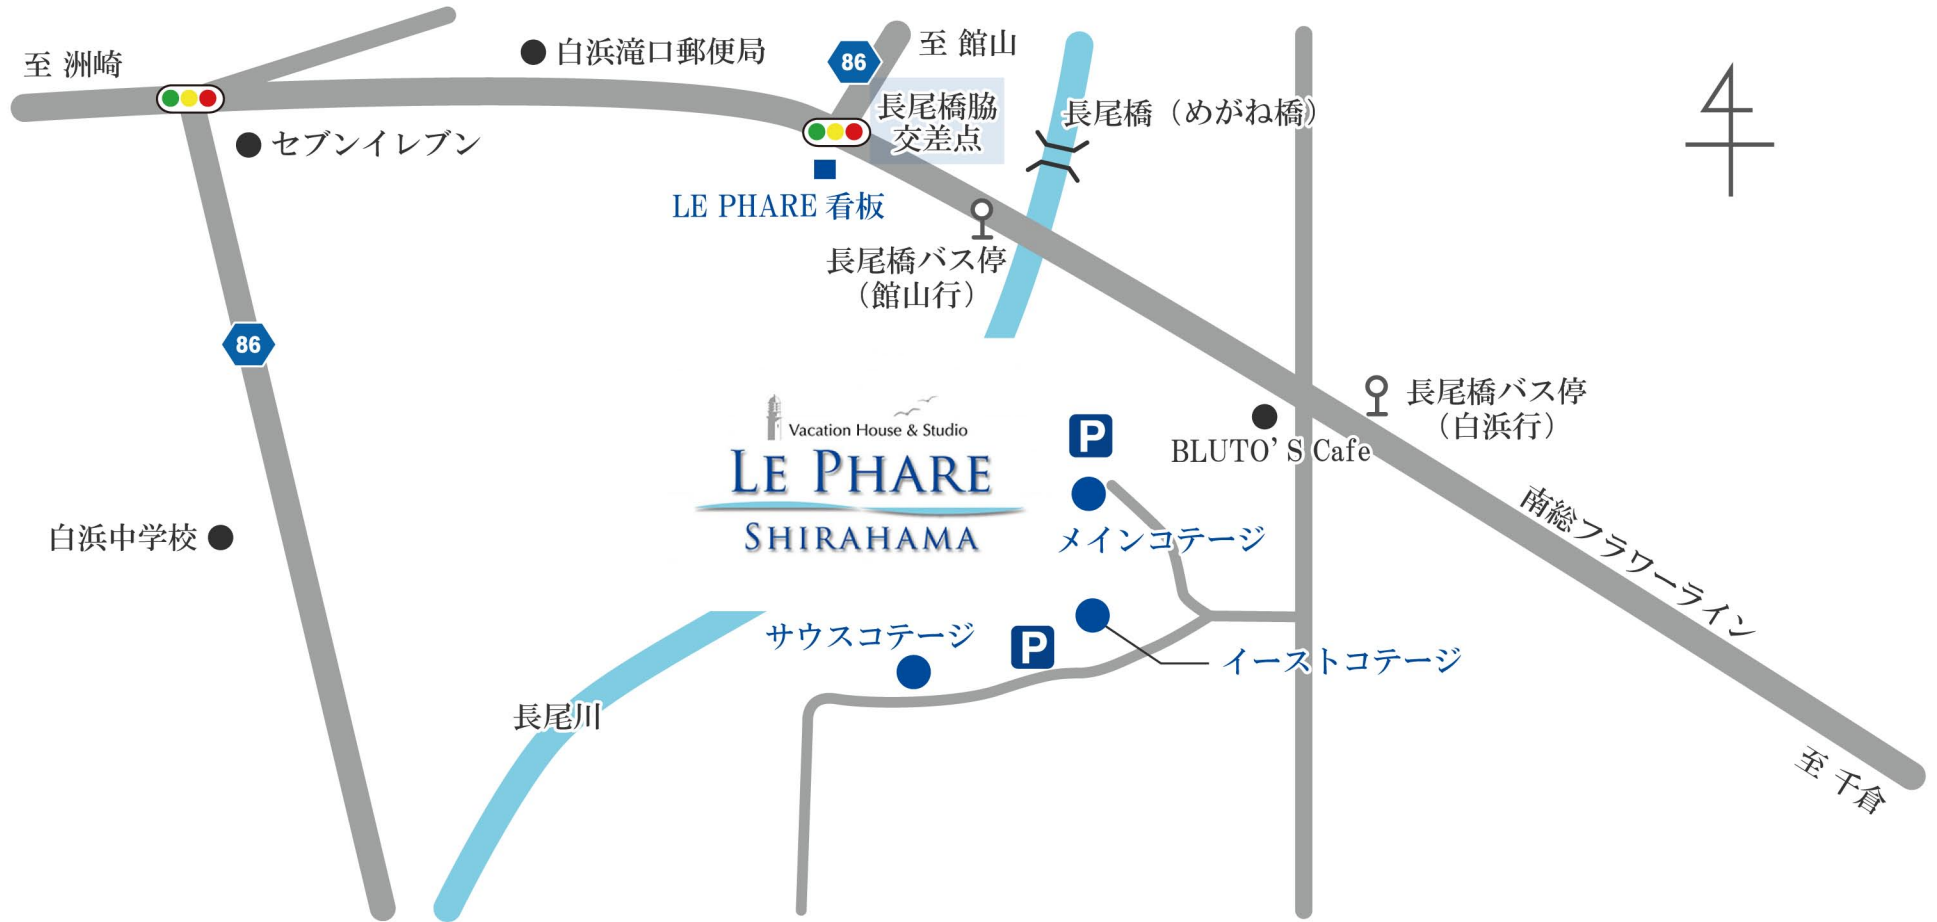 至 洲崎
白浜滝口郵便局
86
至 館山
長尾橋脇
交差点
長尾橋（めがね橋）
セブンイレブン
LE PHARE 看板
長尾橋バス停
（館山行）
86
長尾橋バス停
（白浜行）
BLUTO’S Cafe
Vacation House & Studio
LE PHARE
SHIRAHAMA
P
メインコテージ
白浜中学校
南総フラワーライン
サウスコテージ
P
イーストコテージ
長尾川
至 千倉